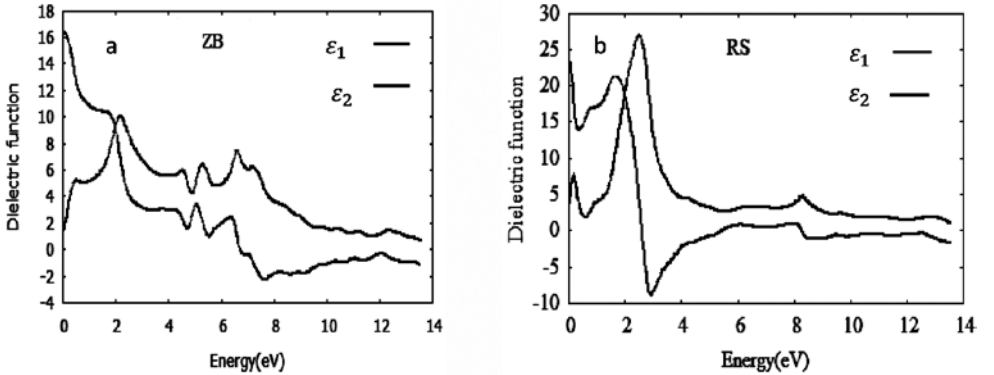 18
16
14
12
10
8
6
4
2
0
-2
-4
Dielectric function
a
ZB
ε1
ε2
0 2 4 6 8 10 12 14
Energy(eV)
30
25
20
15
10
5
0
-5
-10
Dielectric function
b
RS
ε1
ε2
0 2 4 6 8 10 12 14
Energy(eV)